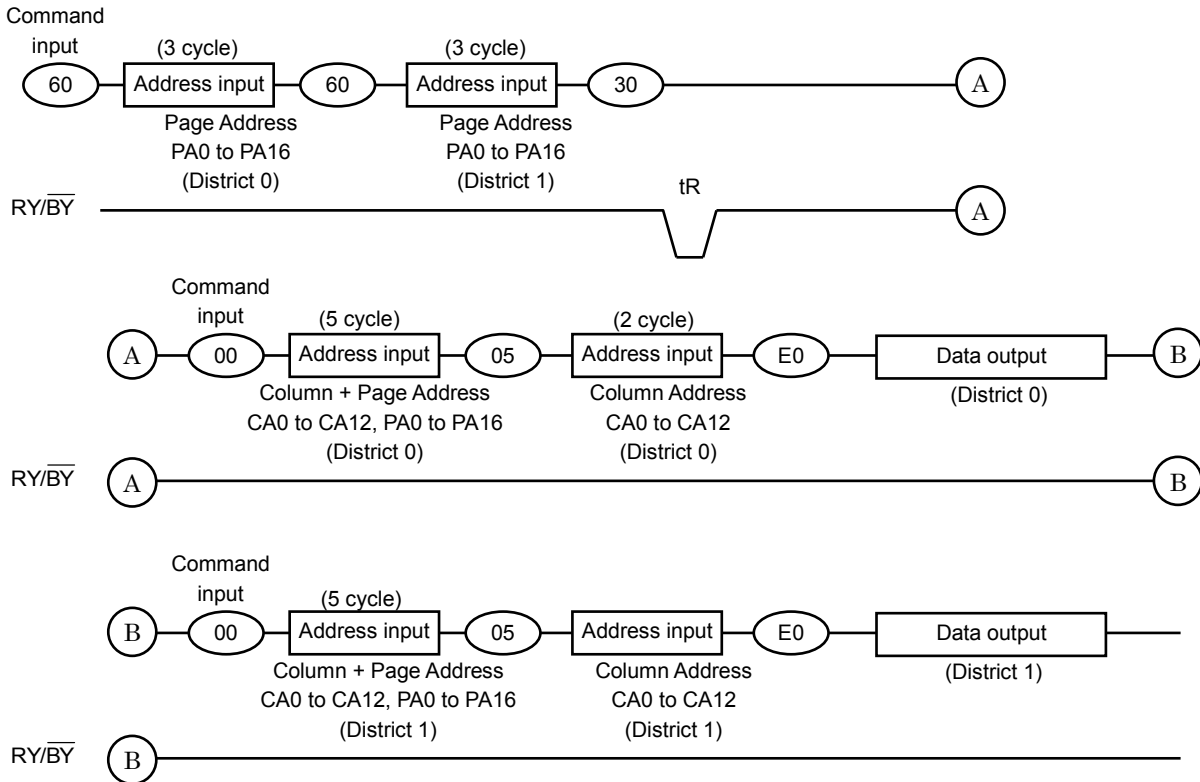 Command
input
(3 cycle)
(3 cycle)
60
Address input
60
Address input
30
A
Page Address
PA0 to PA16
(District 0)
Page Address
PA0 to PA16
(District 1)
tR
RY/BY
A
Command
input
(5 cycle)
(2 cycle)
A
00
Address input
05
Address input
E0
Data output
B
Column + Page Address
CA0 to CA12, PA0 to PA16
(District 0)
Column Address
CA0 to CA12
(District 0)
(District 0)
RY/BY
A
B
Command
input
(5 cycle)
B
00
Address input
05
Address input
E0
Data output
Column + Page Address
CA0 to CA12, PA0 to PA16
(District 1)
Column Address
CA0 to CA12
(District 1)
(District 1)
RY/BY
B